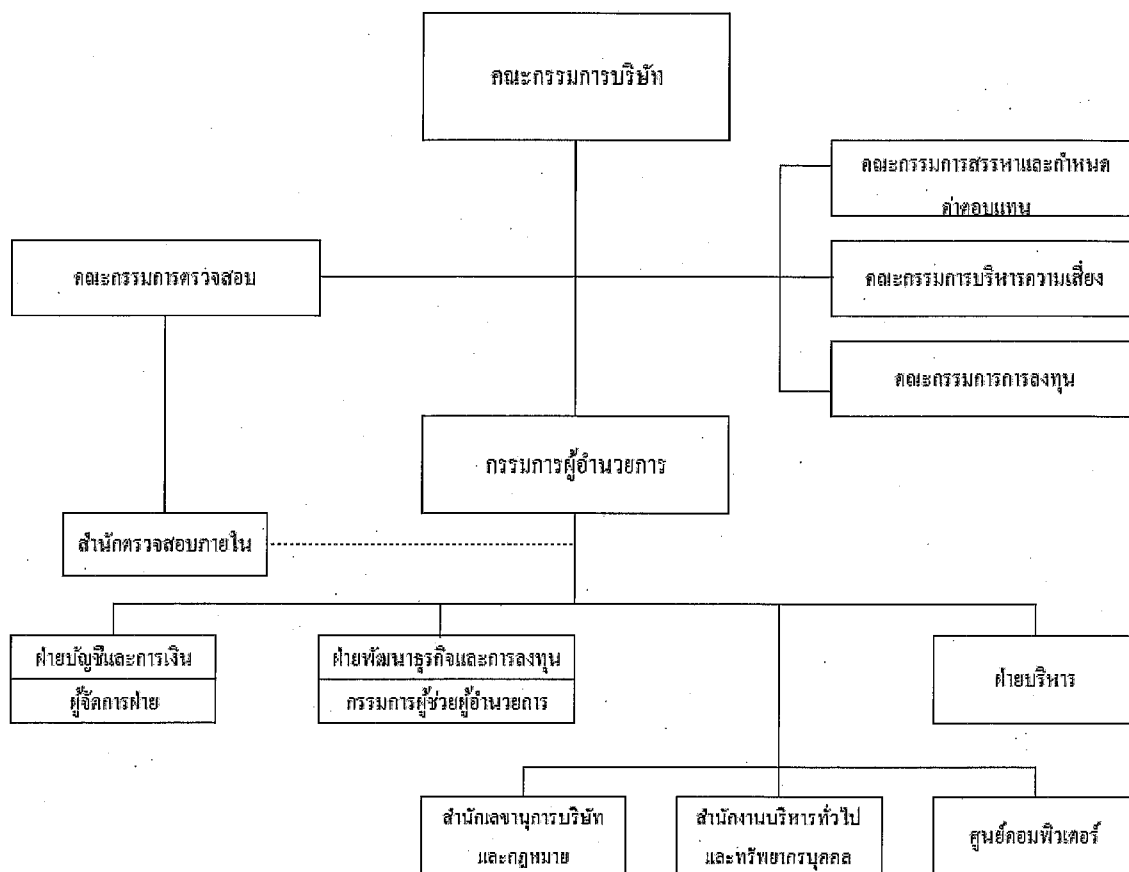 คณะกรรมการบริษัท
คณะกรรมการสรรหาและกำหนด
ค่าตอบแทน
คณะกรรมการตรวจสอบ
คณะกรรมการบริหารความเสี่ยง
คณะกรรมการการลงทุน
กรรมการผู้อำนวยการ
สำนักตรวจสอบภายใน
ฝ่ายบัญชีและการเงิน
ผู้จัดการฝ่าย
ฝ่ายพัฒนาธุรกิจและการลงทุน
กรรมการผู้ช่วยผู้อำนวยการ
ฝ่ายบริหาร
สำนักเลขานุการบริษัท
และกฎหมาย
สำนักงานบริหารทั่วไป
และทรัพยากรบุคคล
ศูนย์คอมพิวเตอร์